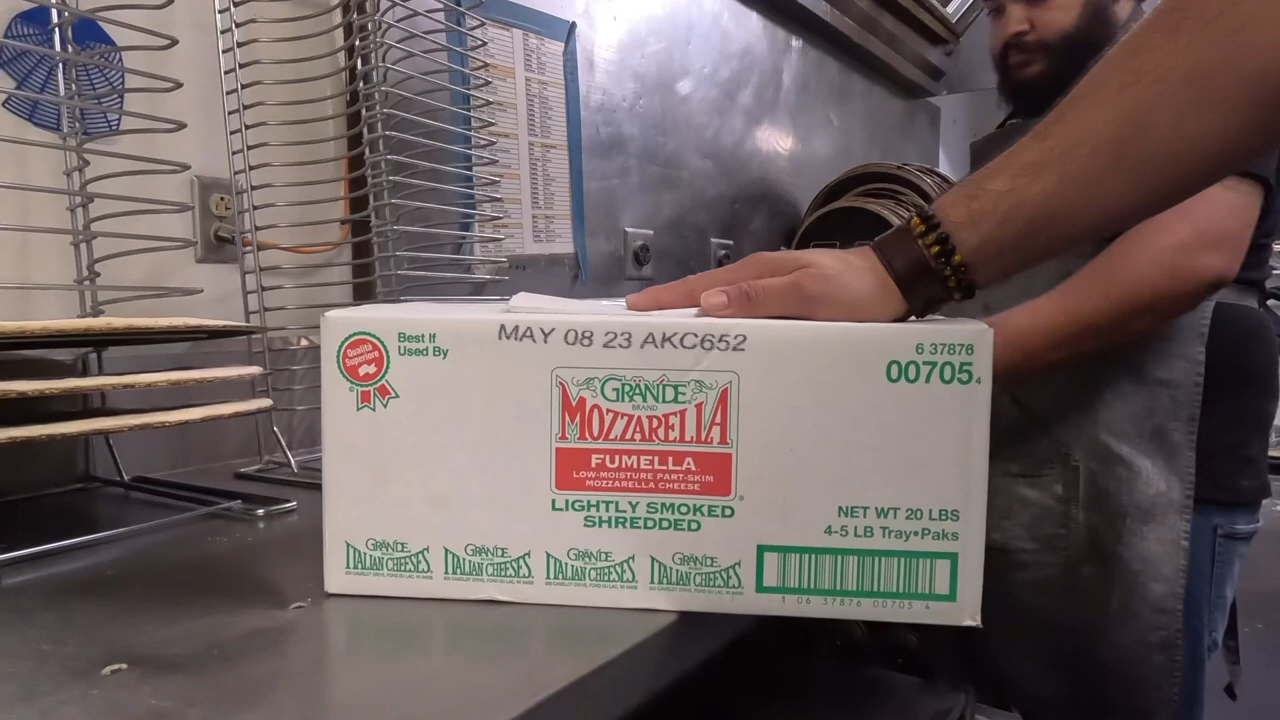 Qualità
Superiore
Best If
Used By
MAY 08 23 AKC652
6 37876
00705 4
GRANDE
BRAND
MOZZARELLA
FUMELLA
LOW-MOISTURE PART-SKIM
MOZZARELLA CHEESE
LIGHTLY SMOKED
SHREDDED
NET WT 20 LBS
4-5 LB Tray•Paks
GRANDE
ITALIAN CHEESES
GRANDE
ITALIAN CHEESES
GRANDE
ITALIAN CHEESES
GRANDE
ITALIAN CHEESES
1 06 37876 00705 4